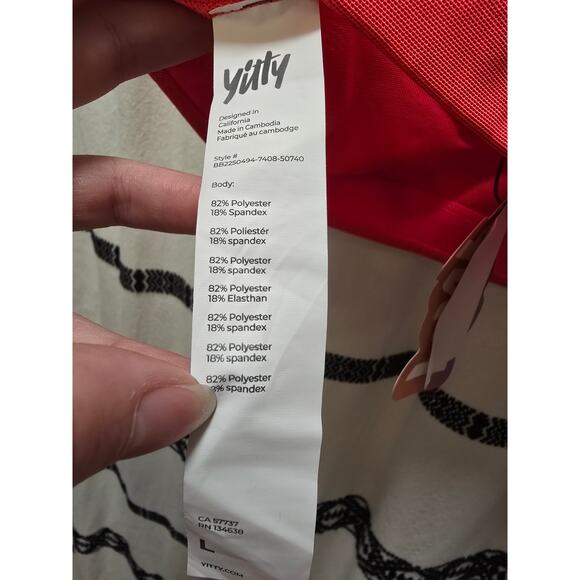 Yitty
Designed in
California
Made in Cambodia
Fabriqué au cambodge
Style #
BB2250494-7408-50740
Body:
82% Polyester
18% Spandex
82% Poliestér
18% spandex
82% Polyester
18% spandex
82% Polyester
18% Elasthan
82% Polyester
18% spandex
82% Polyester
18% spandex
82% Polyester
8% spandex
CA 57737
RN 134638
L
YITTY.COM